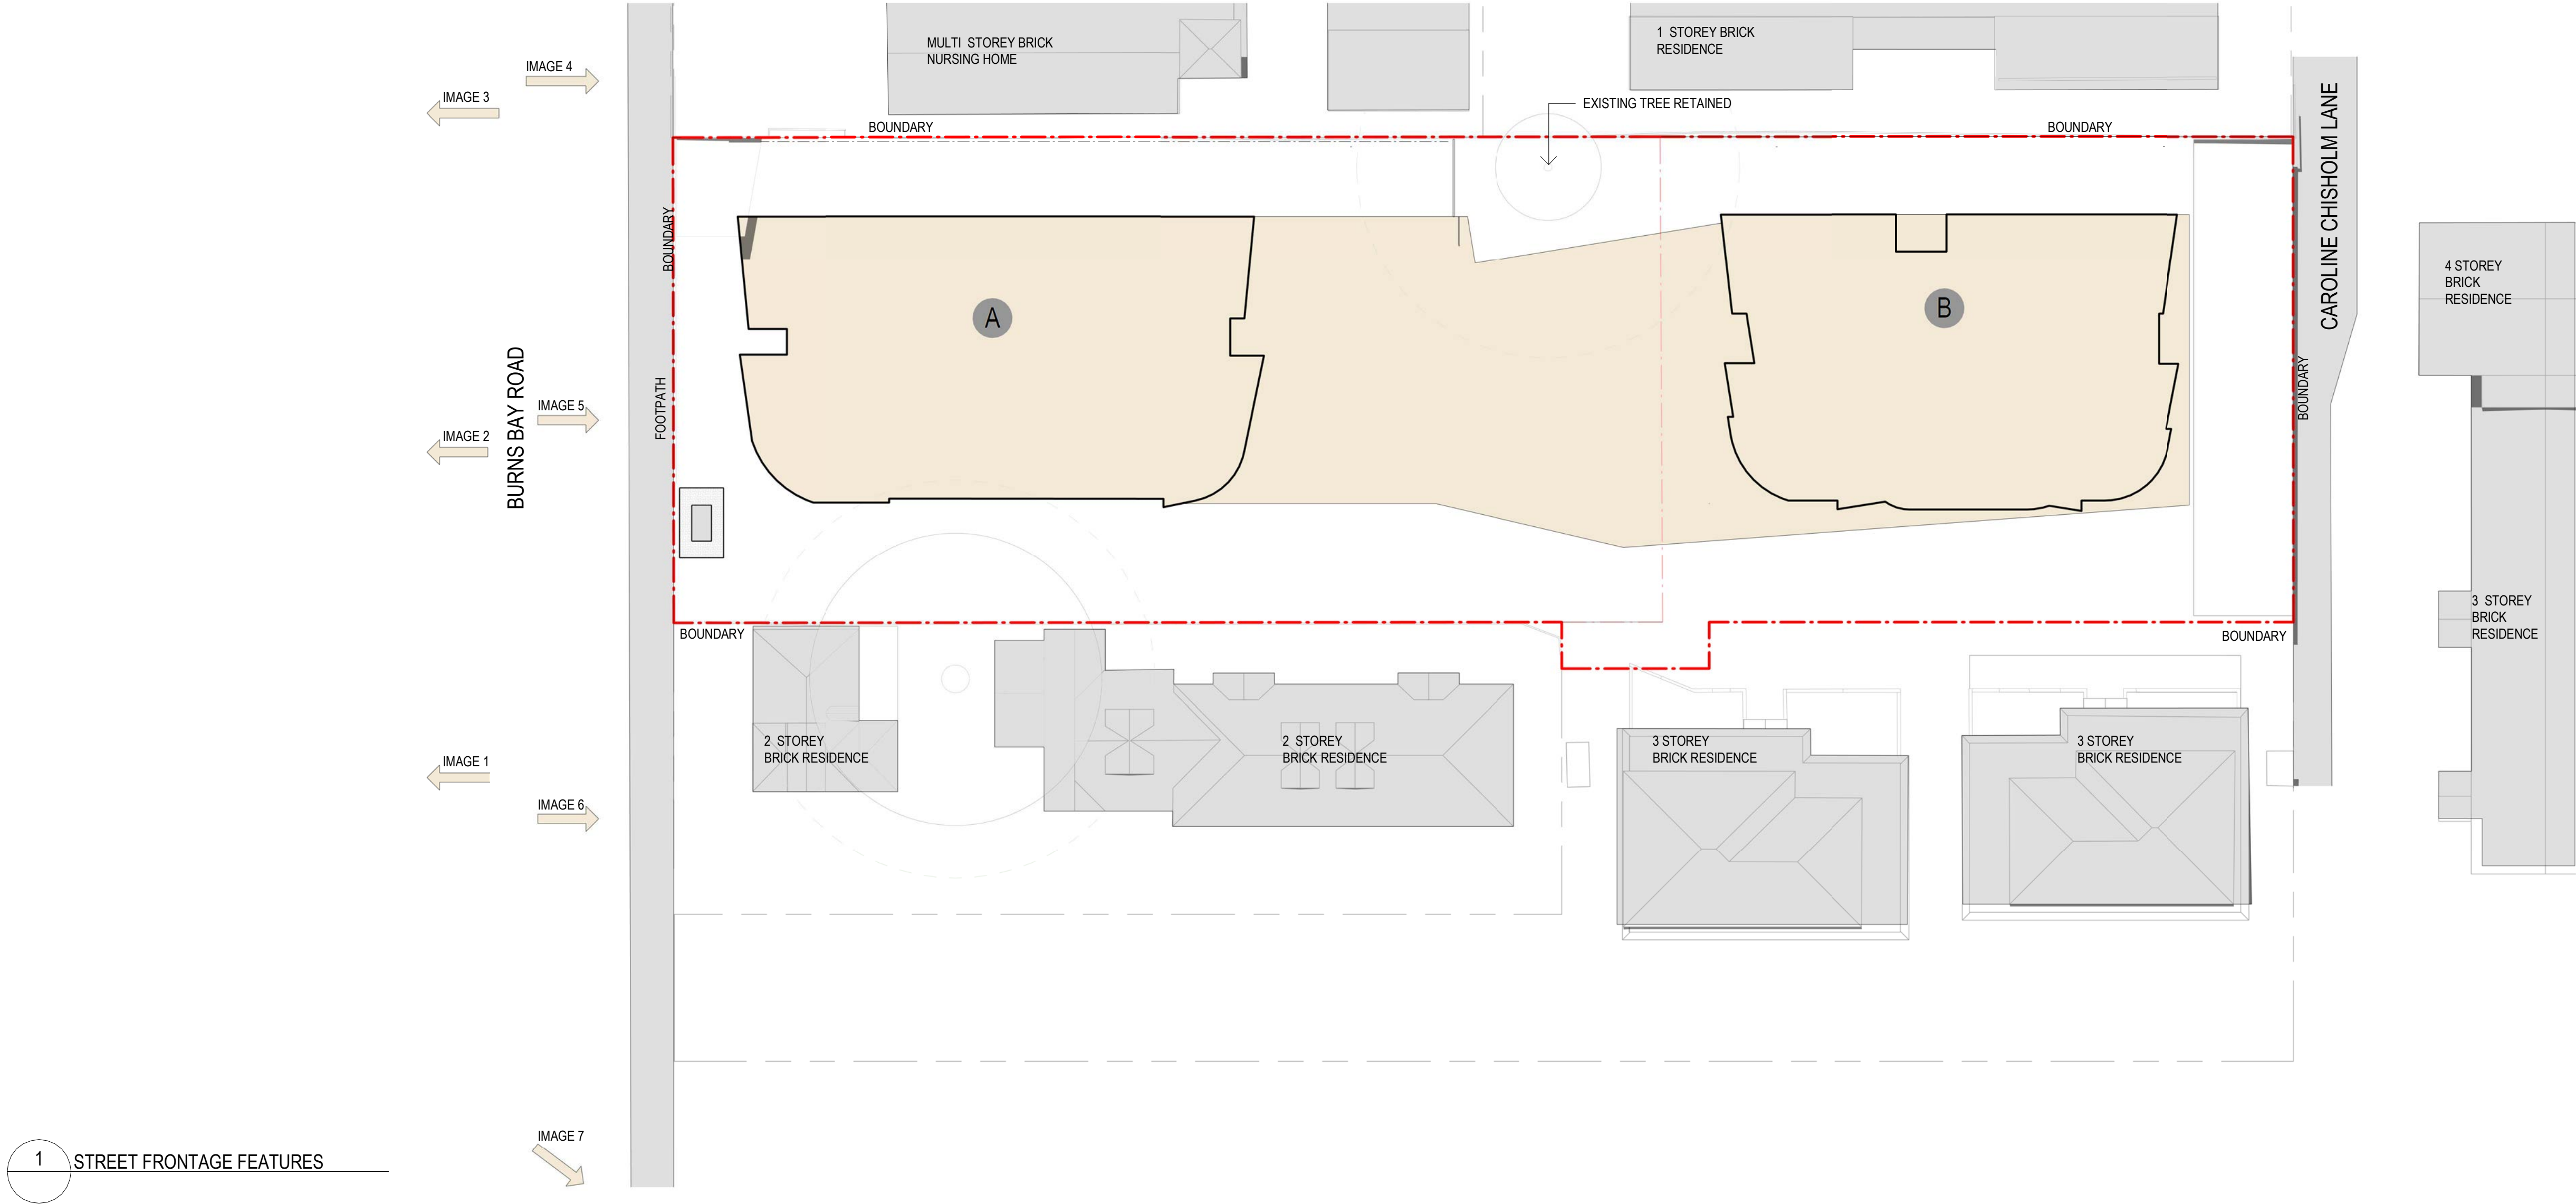 MULTI STOREY BRICK
NURSING HOME
1 STOREY BRICK
RESIDENCE
IMAGE 4
IMAGE 3
EXISTING TREE RETAINED
BOUNDARY
BOUNDARY
CAROLINE CHISHOLM LANE
BOUNDARY
4 STOREY
BRICK
RESIDENCE
A
B
BURNS BAY ROAD
FOOTPATH
BOUNDARY
IMAGE 5
IMAGE 2
3 STOREY
BRICK
RESIDENCE
BOUNDARY
BOUNDARY
2 STOREY
BRICK RESIDENCE
2 STOREY
BRICK RESIDENCE
3 STOREY
BRICK RESIDENCE
3 STOREY
BRICK RESIDENCE
IMAGE 1
IMAGE 6
IMAGE 7
1
STREET FRONTAGE FEATURES